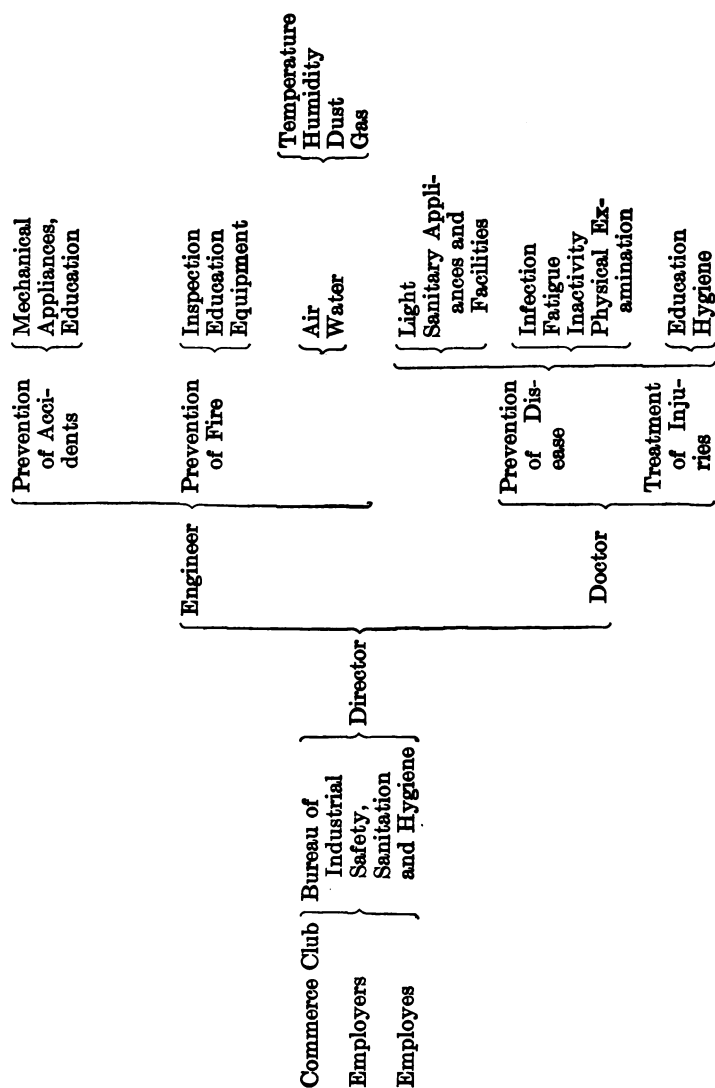 Commerce Club
Employers
Employes
Bureau of
Industrial
Safety,
Sanitation
and Hygiene
Director
Engineer
Doctor
Prevention
of Acci-
dents
Prevention
of Fire
Prevention
of Dis-
ease
Treatment
of Inju-
ries
Mechanical
Appliances,
Education
Inspection
Education
Equipment
Air
Water
Light
Sanitary Appli-
ances and
Facilities
Infection
Fatigue
Inactivity
Physical Ex-
amination
Education
Hygiene
Temperature
Humidity
Dust
Gas